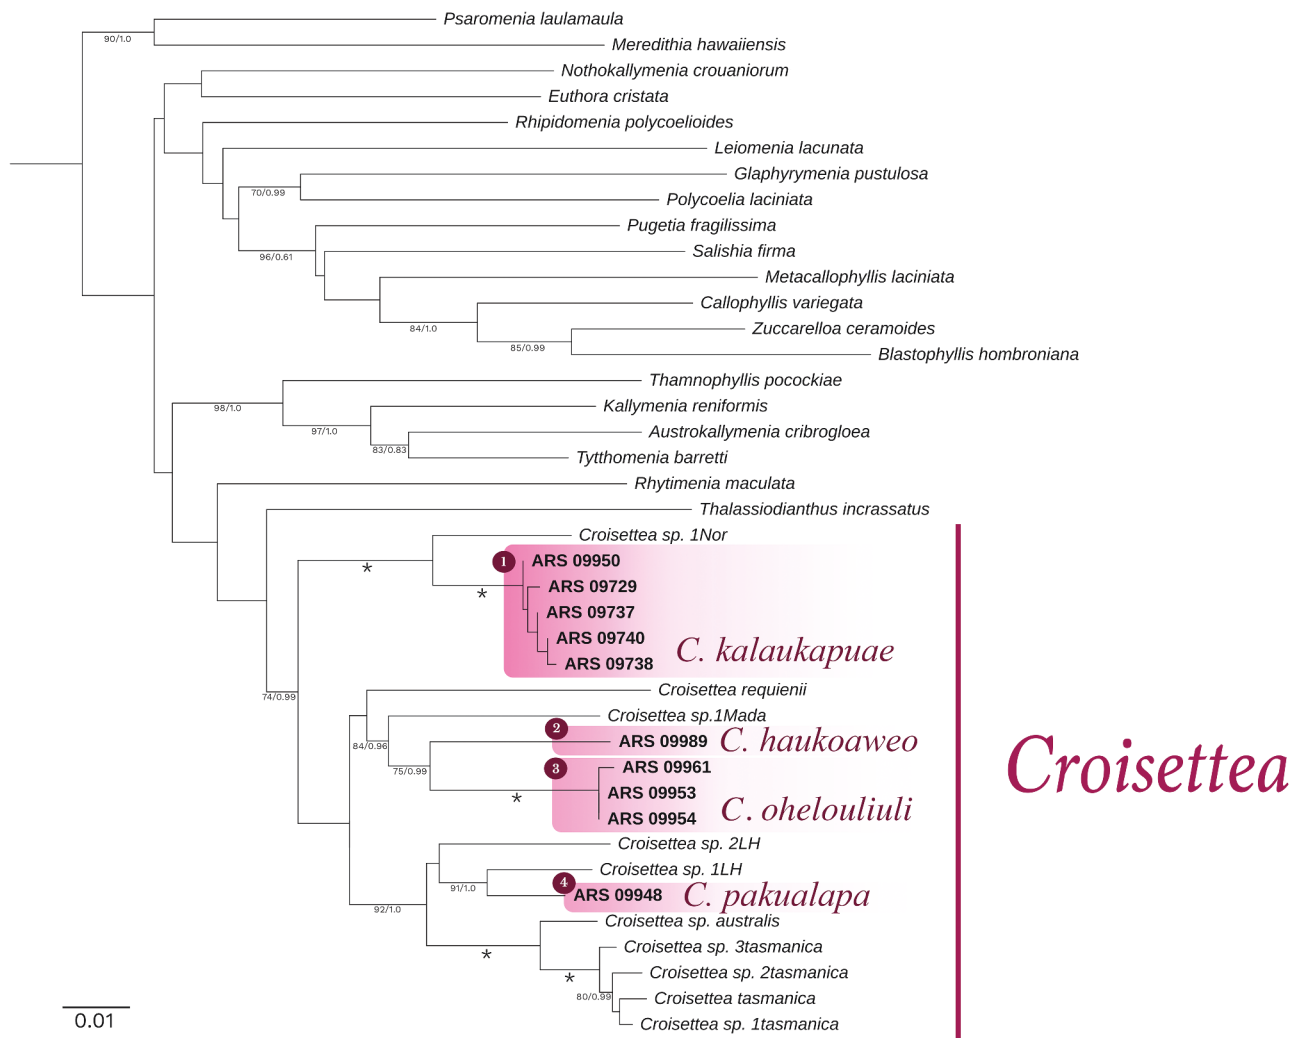 Psaromenia laulamaula
90/1.0
Meredithia hawaiiensis
Nothokallymenia crouaniorum
Euthora cristata
Rhipidomenia polycoelioides
Leiomenia lacunata
Glaphyrymenia pustulosa
70/0.99
Polycoelia laciniata
Pugetia fragilissima
96/0.61
Salishia firma
Metacallophyllis laciniata
Callophyllis variegata
84/1.0
Zuccarelloa ceramoides
85/0.99
Blastophyllis hombroniana
Thamnophyllis pocockiae
98/1.0
Kallymenia reniformis
97/1.0
Austrokallymenia cribrogloea
83/0.83
Tytthomenia barretti
Rhytimenia maculata
Thalassiodianthus incrassatus
Croisettea sp. 1Nor
1 ARS 09950
*
ARS 09729
*
ARS 09737
ARS 09740
C. kalaukapuae
ARS 09738
Croisettea requienii
74/0.99
Croisettea sp.1Mada
2
ARS 09989 C. haukoaweo
84/0.96
3 ARS 09961
75/0.99
ARS 09953
*
C. ohelouliuli
ARS 09954
Croisettea
Croisettea sp. 2LH
Croisettea sp. 1LH
4
91/1.0
ARS 09948 C. pakualapa
92/1.0
Croisettea sp. australis
Croisettea sp. 3tasmanica
*
Croisettea sp. 2tasmanica
*
80/0.99
Croisettea tasmanica
Croisettea sp. 1tasmanica
0.01